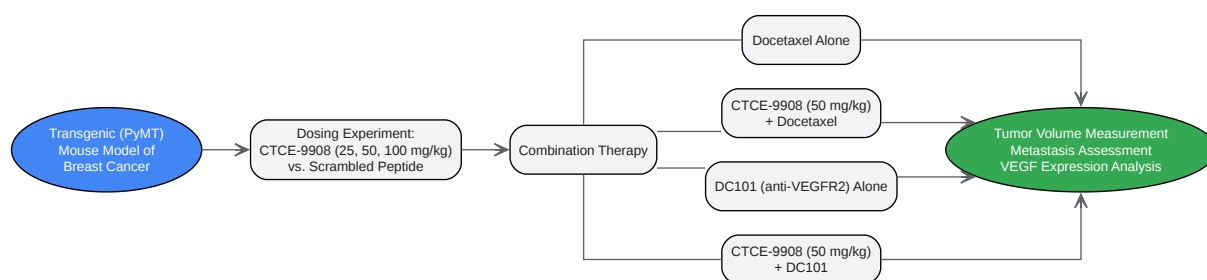 Transgenic (PyMT)
Mouse Model of
Breast Cancer
Dosing Experiment:
CTCE-9908 (25, 50, 100 mg/kg)
vs. Scrambled Peptide
Combination Therapy
Docetaxel Alone
CTCE-9908 (50 mg/kg)
+ Docetaxel
DC101 (anti-VEGFR2) Alone
CTCE-9908 (50 mg/kg)
+ DC101
Tumor Volume Measurement
Metastasis Assessment
VEGF Expression Analysis